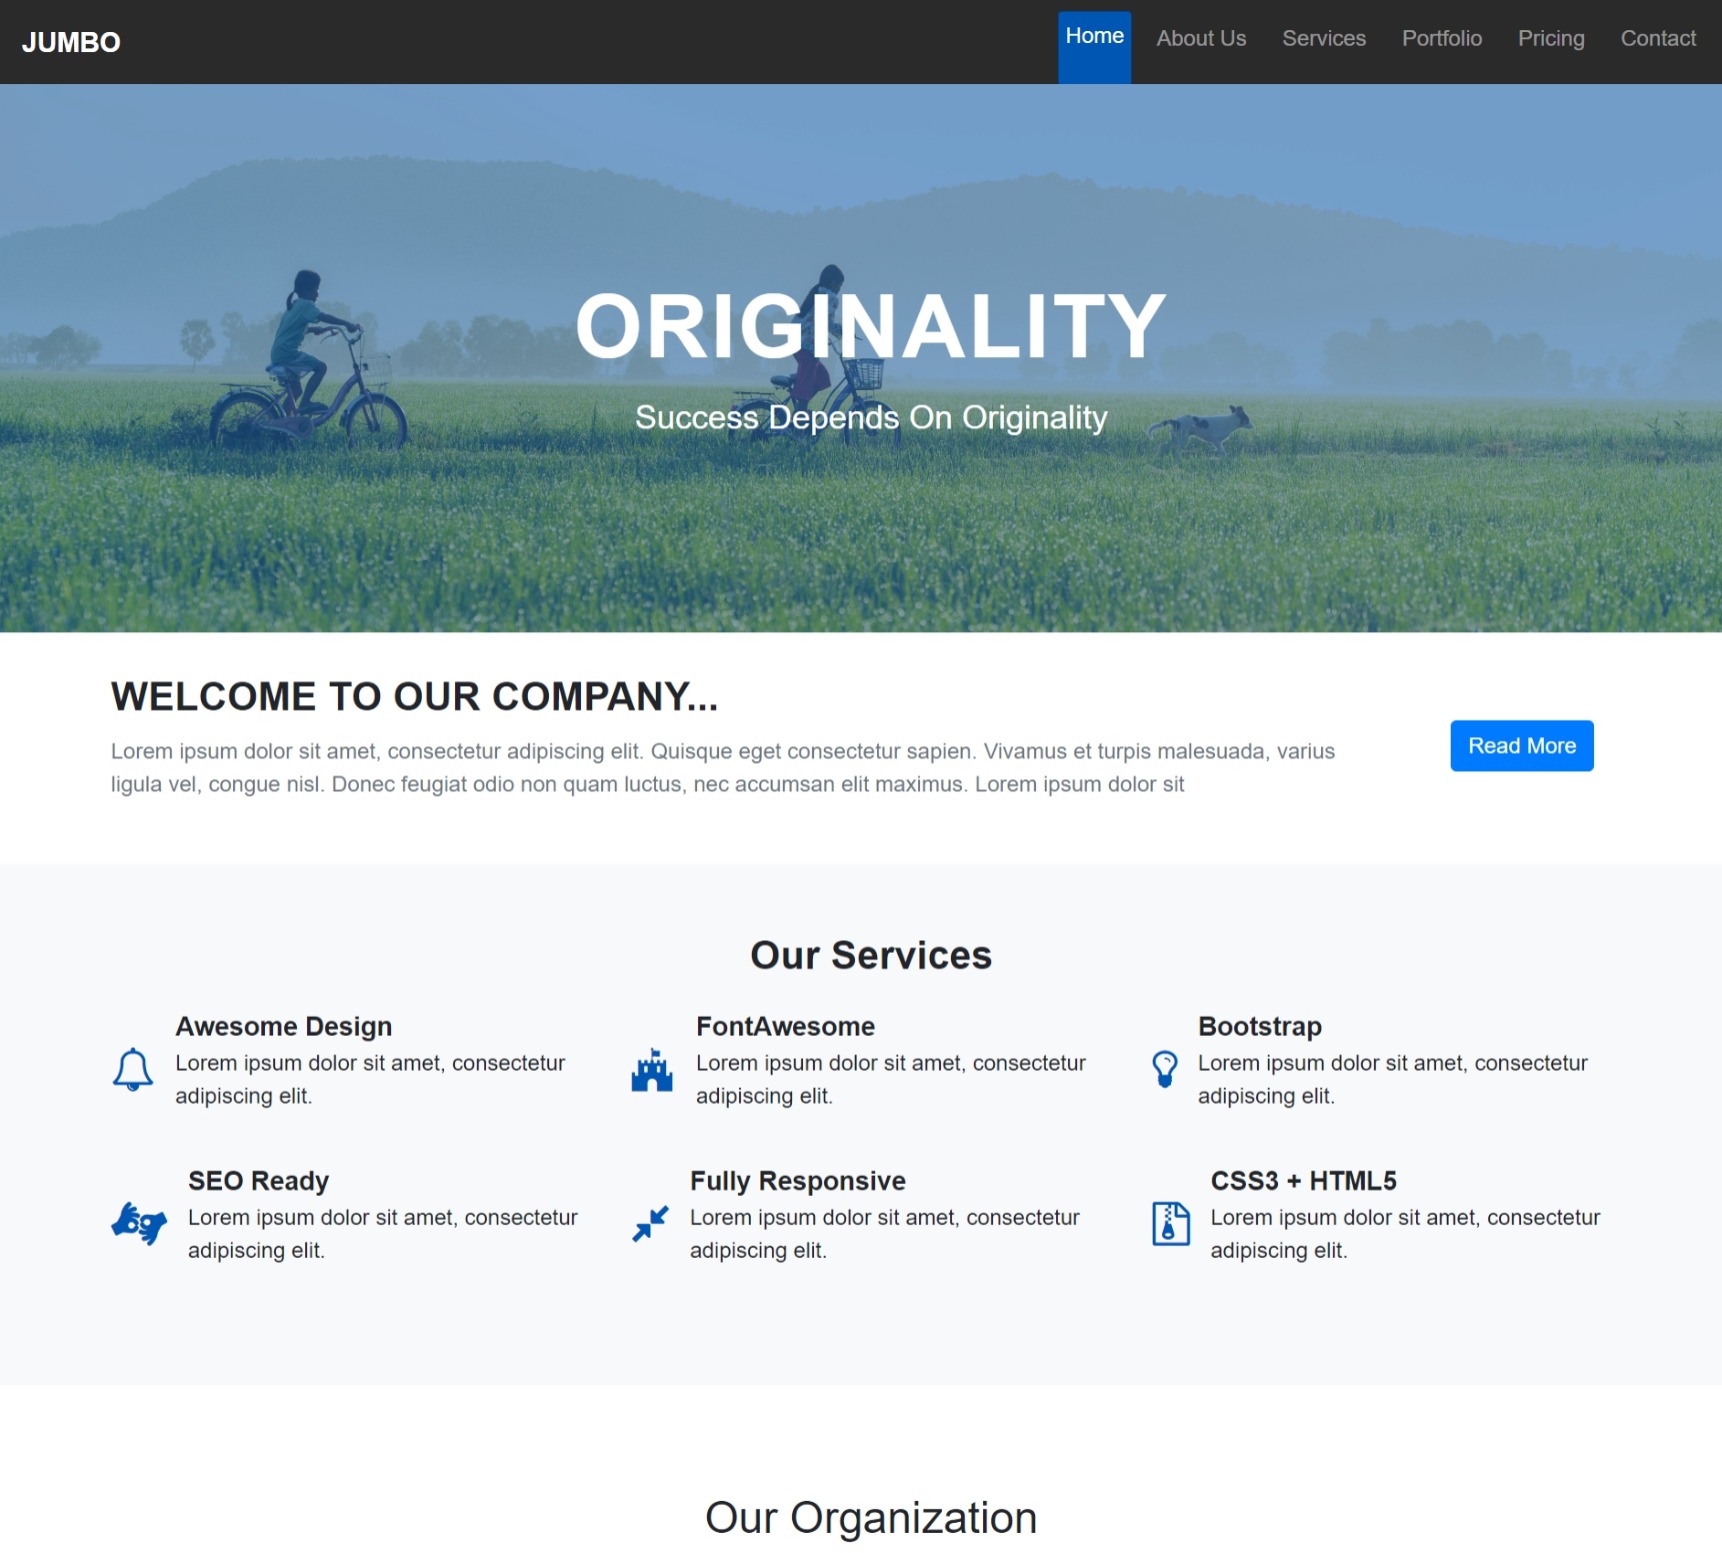 JUMBO
Home
About Us
Services
Portfolio
Pricing
Contact
ORIGINALITY
Success Depends On Originality
WELCOME TO OUR COMPANY...
Lorem ipsum dolor sit amet, consectetur adipiscing elit. Quisque eget consectetur sapien. Vivamus et turpis malesuada, varius
ligula vel, congue nisl. Donec feugiat odio non quam luctus, nec accumsan elit maximus. Lorem ipsum dolor sit
Read More
Our Services
Awesome Design
Lorem ipsum dolor sit amet, consectetur
adipiscing elit.
FontAwesome
Lorem ipsum dolor sit amet, consectetur
adipiscing elit.
Bootstrap
Lorem ipsum dolor sit amet, consectetur
adipiscing elit.
SEO Ready
Lorem ipsum dolor sit amet, consectetur
adipiscing elit.
Fully Responsive
Lorem ipsum dolor sit amet, consectetur
adipiscing elit.
CSS3 + HTML5
Lorem ipsum dolor sit amet, consectetur
adipiscing elit.
Our Organization